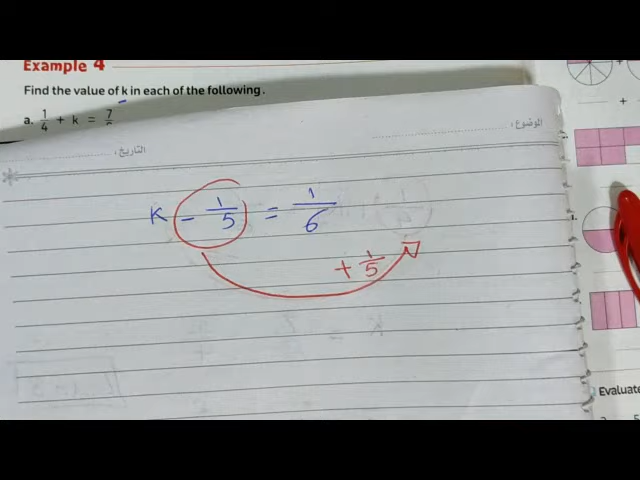 Example 4
Find the value of k in each of the following.
a. 1/4 + k = 7
الموضوع:
التاريخ:
K - 1/5 = 1/6
+ 1/5
Evaluate